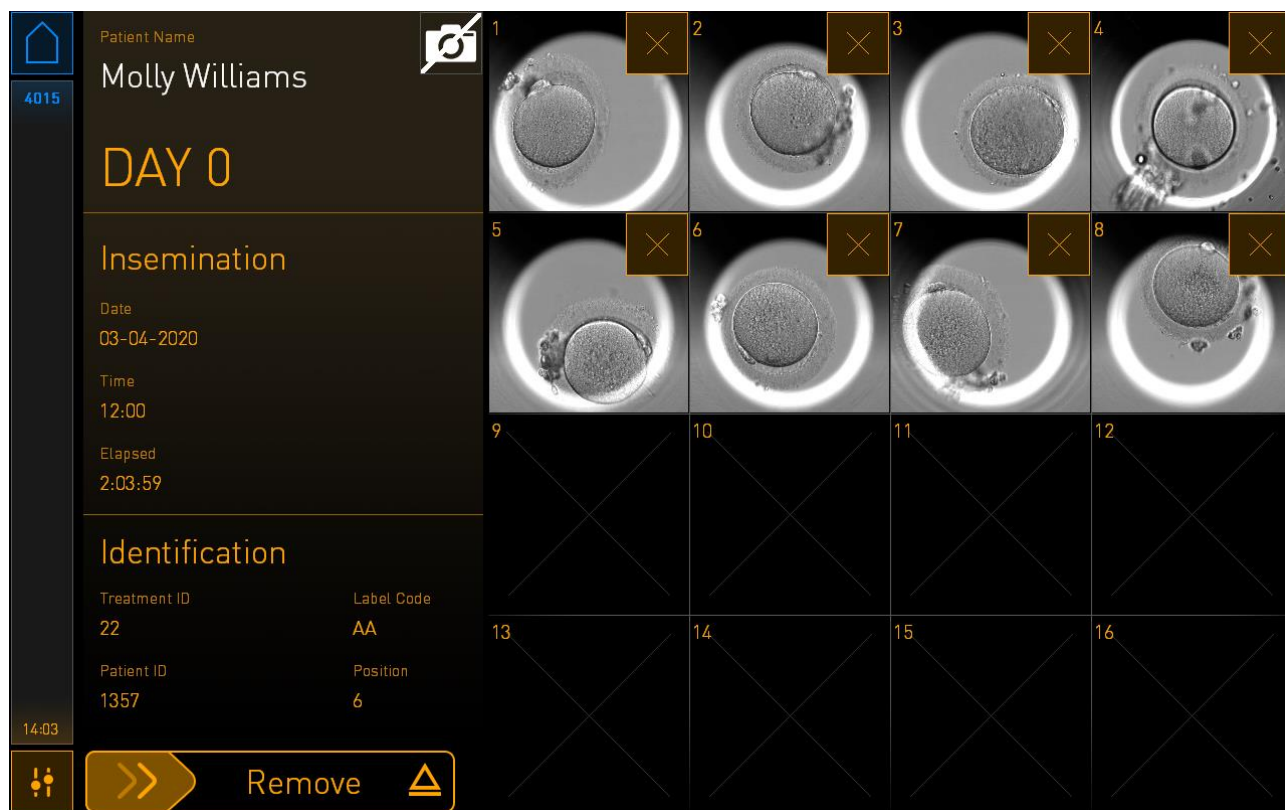 4015
14:03
Patient Name
Molly Williams
DAY 0
Insemination
Date
03-04-2020
Time
12:00
Elapsed
2:03:59
Identification
Treatment ID Label Code
22 AA
Patient ID Position
1357 6
Remove
1 2 3 4
5 6 7 8
9 10 11 12
13 14 15 16